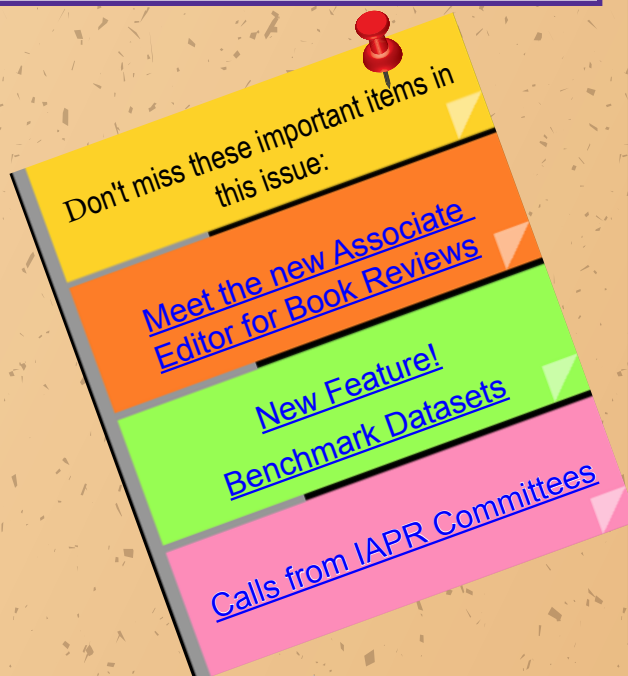 Don't miss these important items in
this issue:
Meet the new Associate
Editor for Book Reviews
New Feature!
Benchmark Datasets
Calls from IAPR Committees